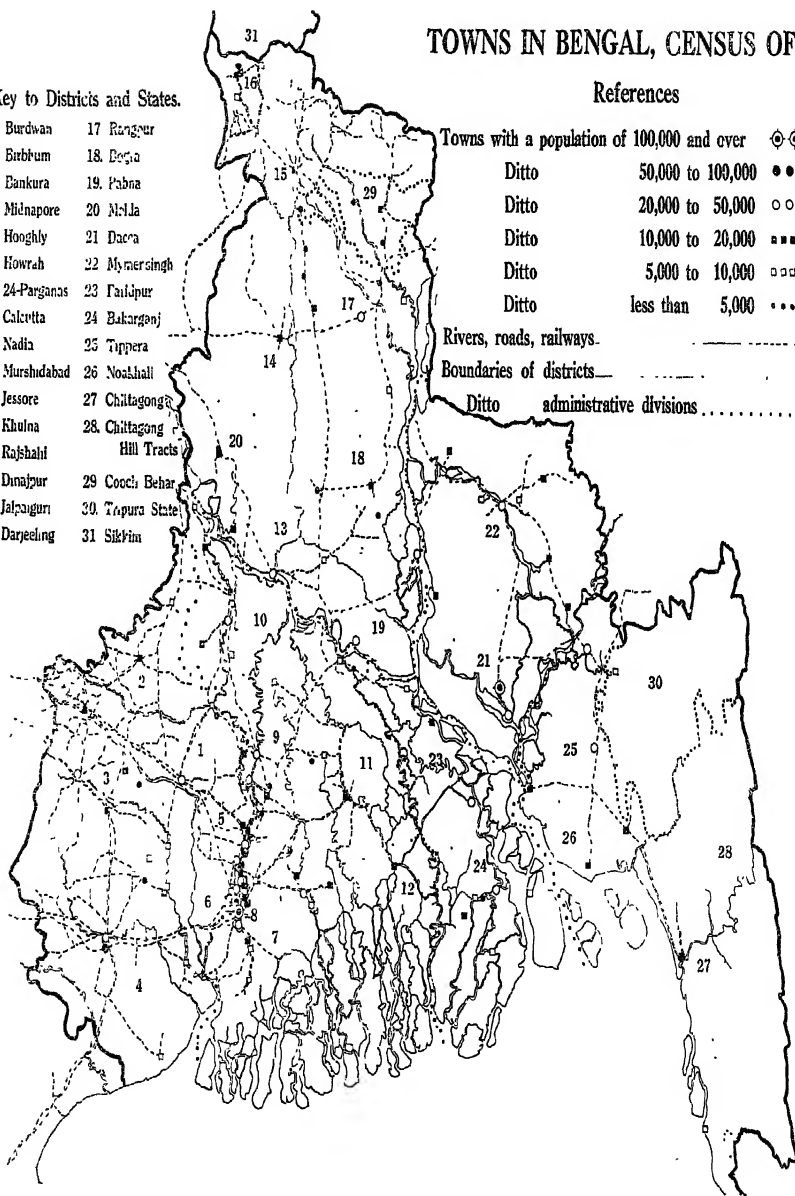 TOWNS IN BENGAL, CENSUS OF
References
Towns with a population of 100,000 and over
Ditto 50,000 to 100,000
Ditto 20,000 to 50,000
Ditto 10,000 to 20,000
Ditto 5,000 to 10,000
Ditto less than 5,000
Rivers, roads, railways
Boundaries of districts
Ditto administrative divisions
Key to Districts and States.
Burdwan 17 Rangpur
Birbhum 18.
Bankura 19. Pabna
Midnapore 20
Hooghly 21 Dacca
Howrah 22 Mymersingh
24-Parganas 23 Faridpur
Calcutta 24 Bakarganj
Nadia 25 Tippera
Murshidabad 26 Noakhali
Jessore 27 Chittagong
Khulna 28. Chittagong
Rajshahi Hill Tracts
Dinajpur 29 Cooch Behar
Jalpaiguri 30. Tripura State
Darjeeling 31 Sikkim
31
16
15
29
17
14
20
18
22
13
10
19
21
30
2
9
1
3
11
23
25
5
26
28
24
12
6
8
7
27
4